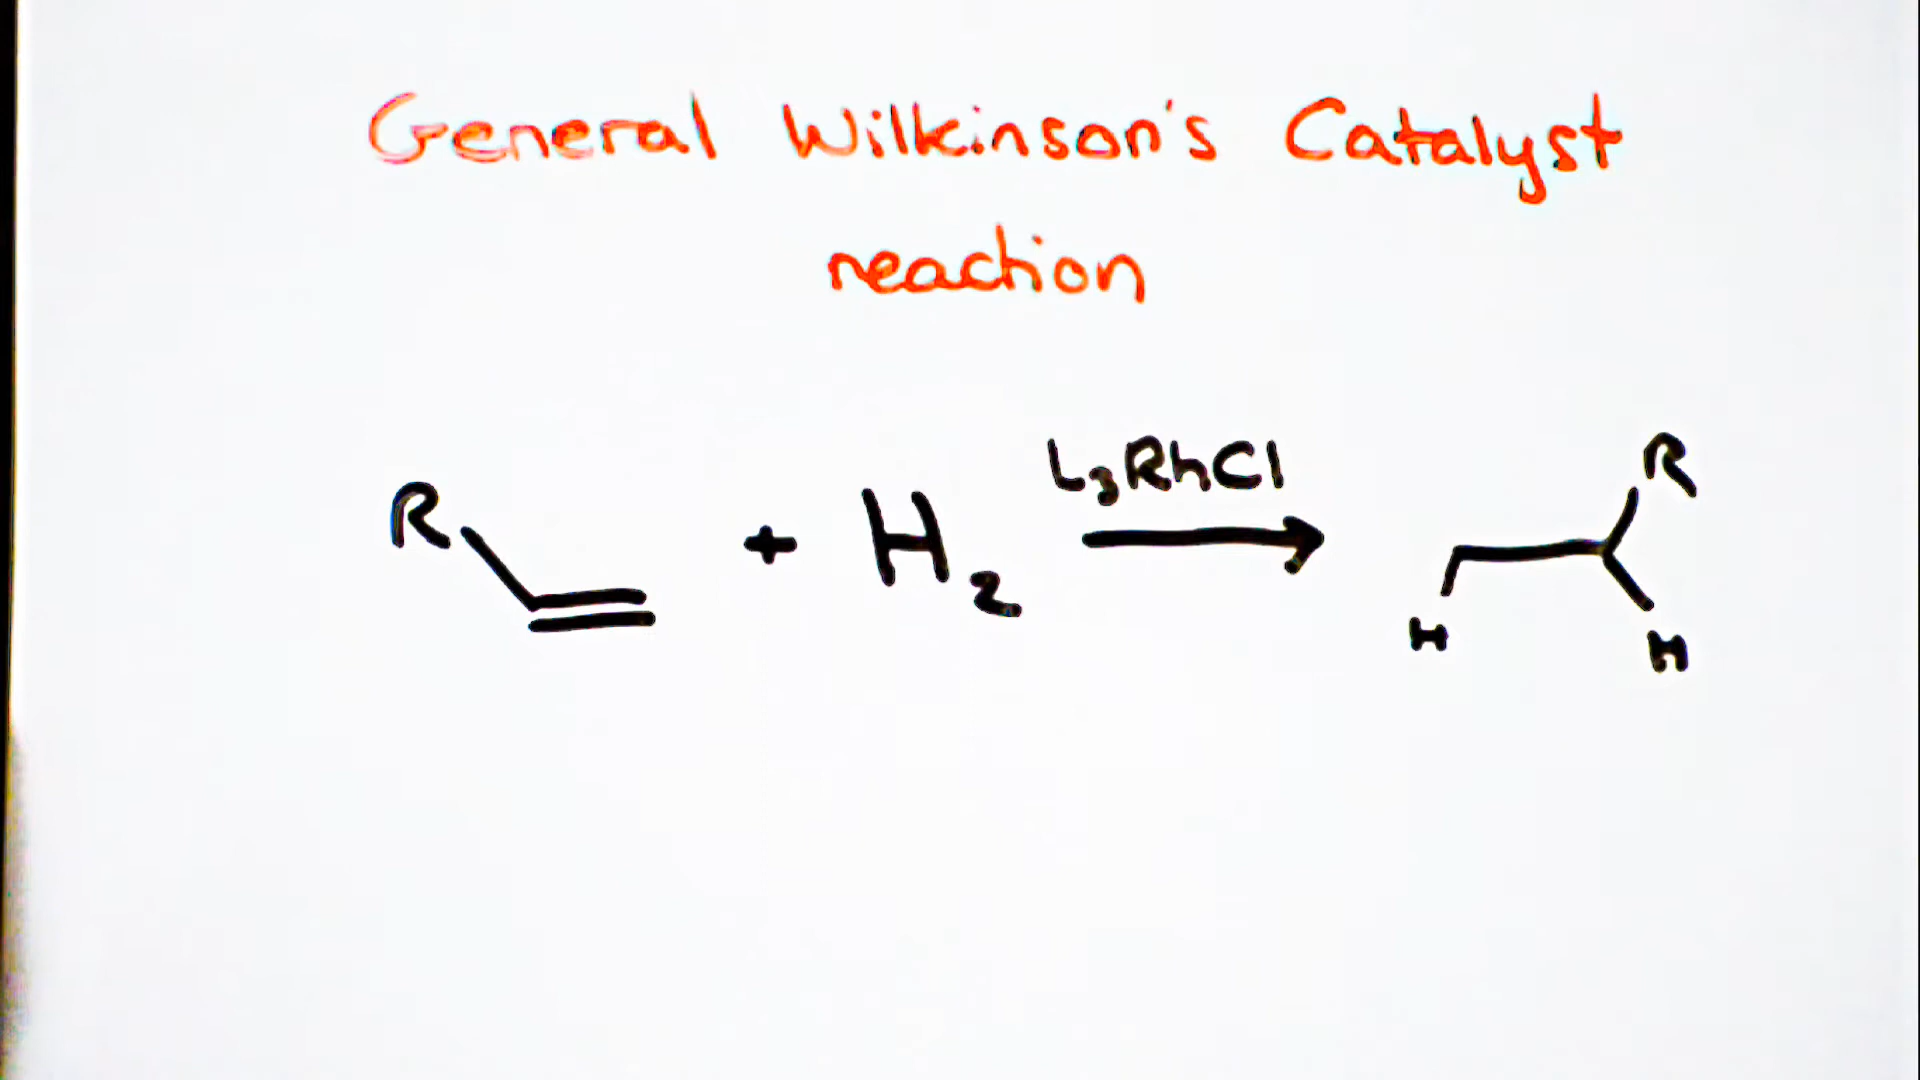 General Wilkinson's Catalyst
reaction
R + H₂ L₃RhCl R
H H